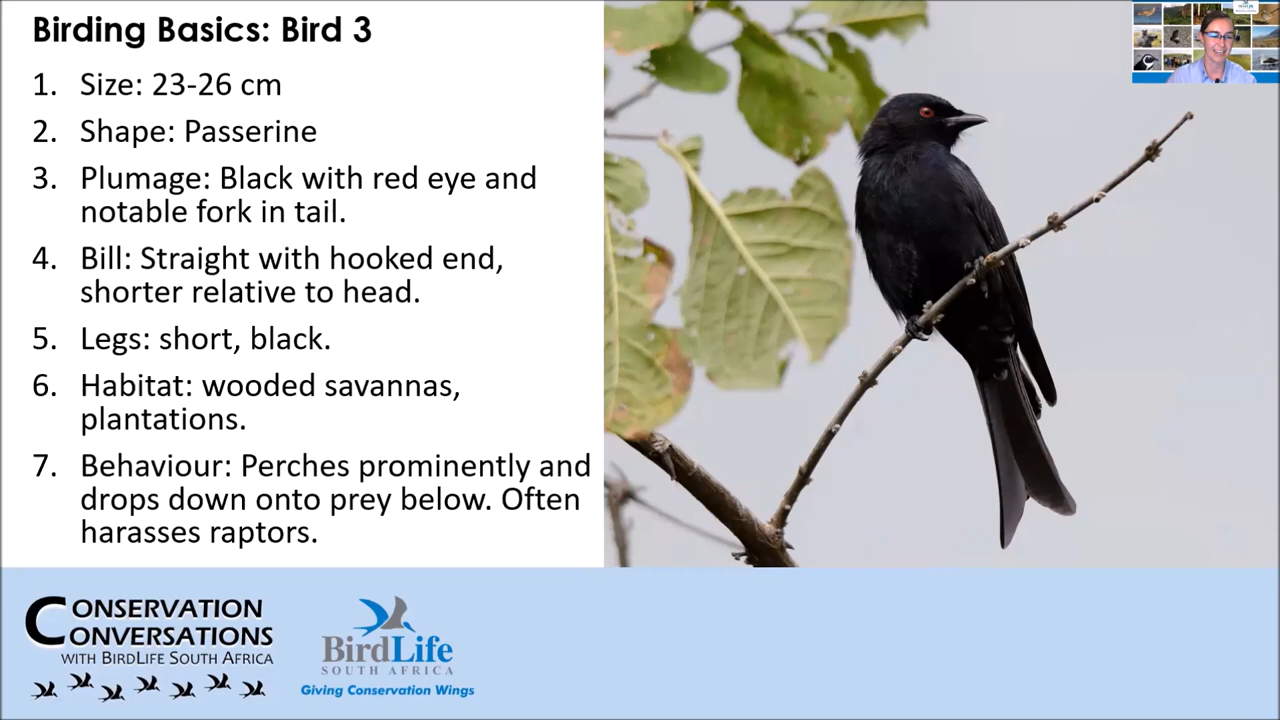 Birding Basics: Bird 3
1. Size: 23-26 cm
2. Shape: Passerine
3. Plumage: Black with red eye and
notable fork in tail.
4. Bill: Straight with hooked end,
shorter relative to head.
5. Legs: short, black.
6. Habitat: wooded savannas,
plantations.
7. Behaviour: Perches prominently and
drops down onto prey below. Often
harasses raptors.
CONSERVATION
CONVERSATIONS
WITH BIRDLIFE SOUTH AFRICA
BirdLife
SOUTH AFRICA
Giving Conservation Wings